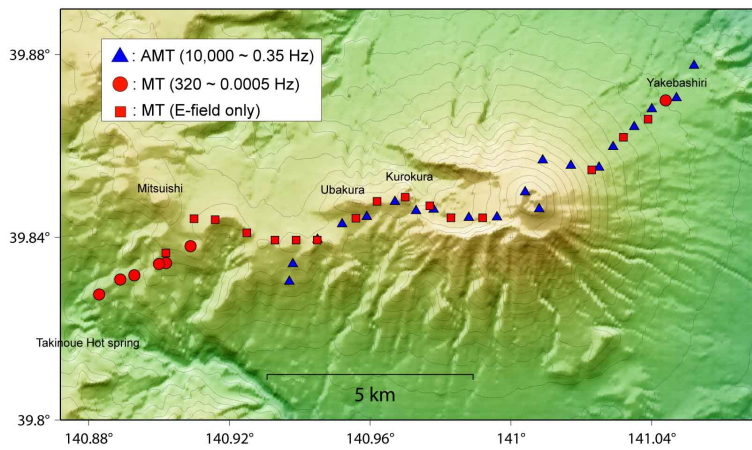 39.88°
: AMT (10,000 ~ 0.35 Hz)
: MT (320 ~ 0.0005 Hz)
: MT (E-field only)
Yakebashiri
Mitsuishi
Ubakura
Kurokura
39.84°
Takinoue Hot spring
5 km
39.8°
140.88°
140.92°
140.96°
141°
141.04°